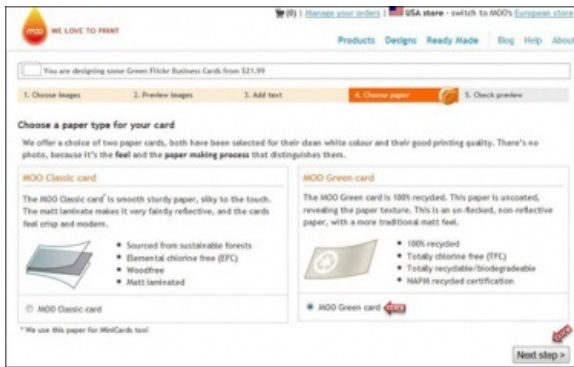 (0) | Manage your orders | USA store - switch to MOO's European store
moo WE LOVE TO PRINT
Products Designs Ready Made Blog Help About
You are designing some Green Flickr Business Cards from $21.99
1. Choose images 2. Preview images 3. Add text 4. Choose paper 5. Check preview
Choose a paper type for your card
We offer a choice of two paper cards, both have been selected for their clean white colour and their good printing quality. There's no
photo, because it's the feel and the paper making process that distinguishes them.
MOO Classic card
The MOO Classic card* is smooth sturdy paper, silky to the touch.
The matt laminate makes it very faintly reflective, and the cards
feel crisp and modern.
Sourced from sustainable forests
Elemental chlorine free (EFC)
Woodfree
Matt laminated
MOO Classic card
* We use this paper for MiniCards too!
MOO Green card
The MOO Green card is 100% recycled. This paper is uncoated,
revealing the paper texture. This is an un-flecked, non-reflective
paper, with a more traditional matt feel.
100% recycled
Totally chlorine free (TFC)
Totally recyclable/biodegradeable
NAPM recycled certification
MOO Green card
Next step >